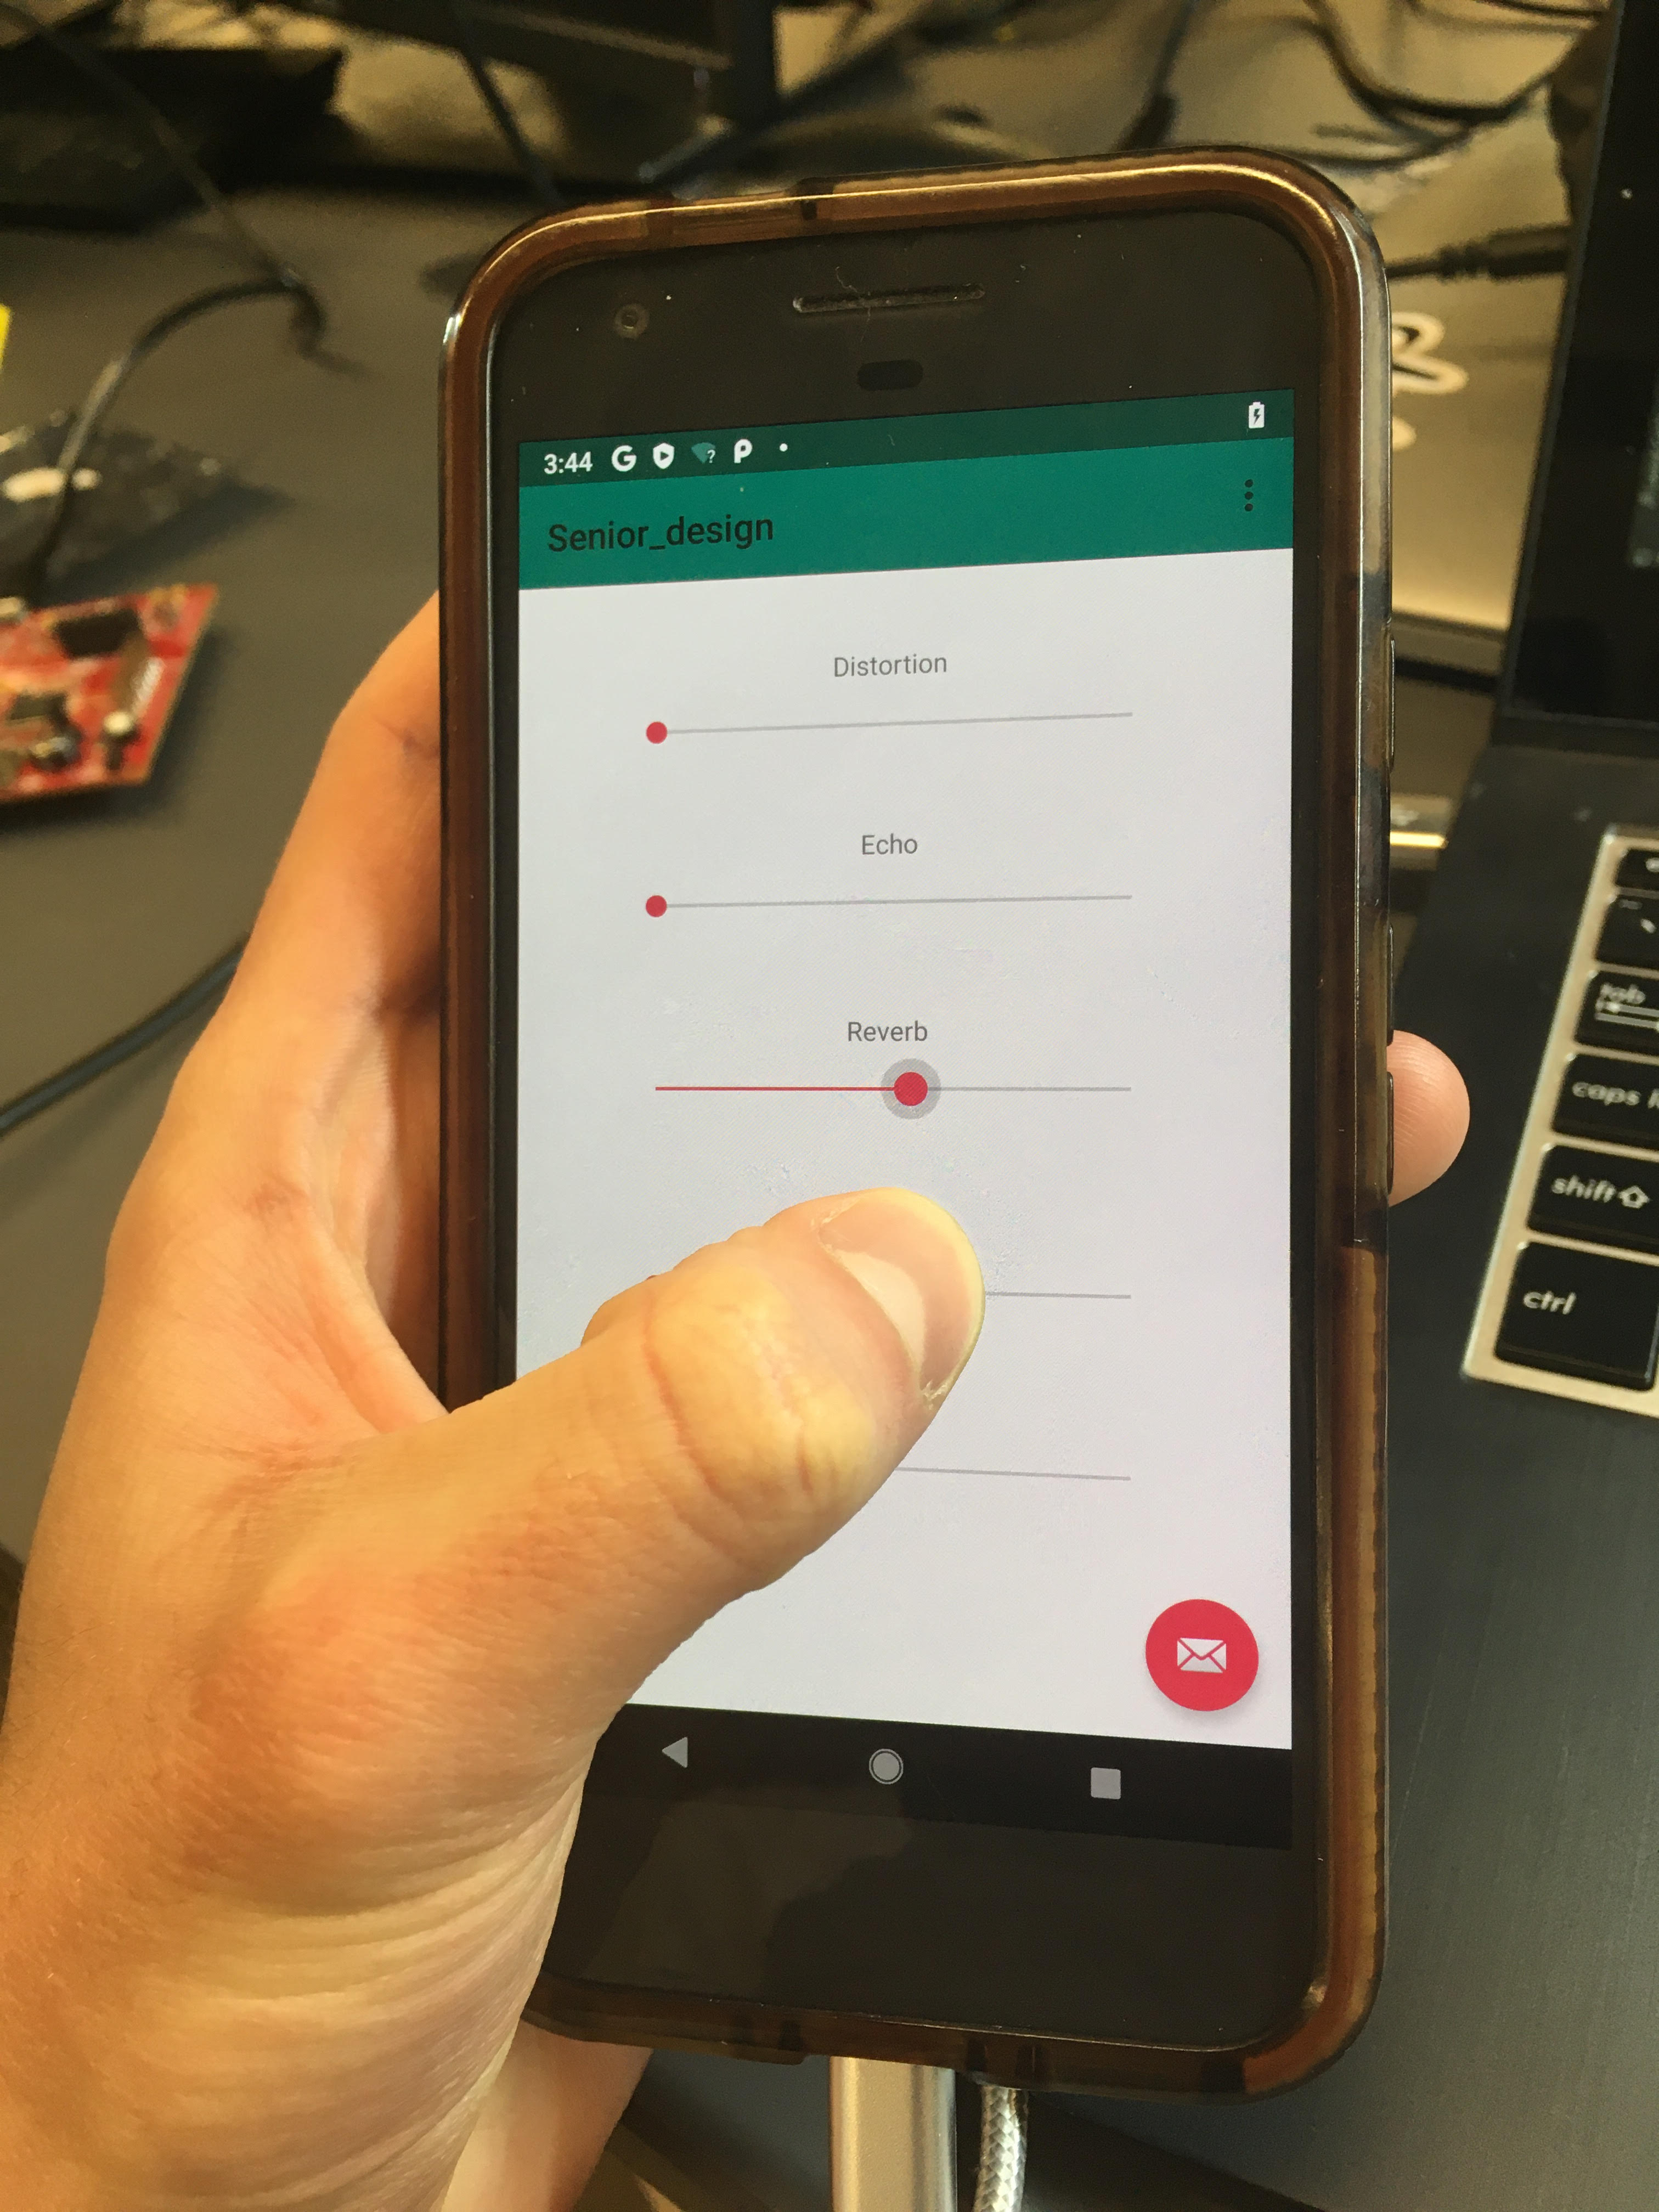 3:44
Senior_design
Distortion
Echo
Reverb
tab
caps
shift
ctrl